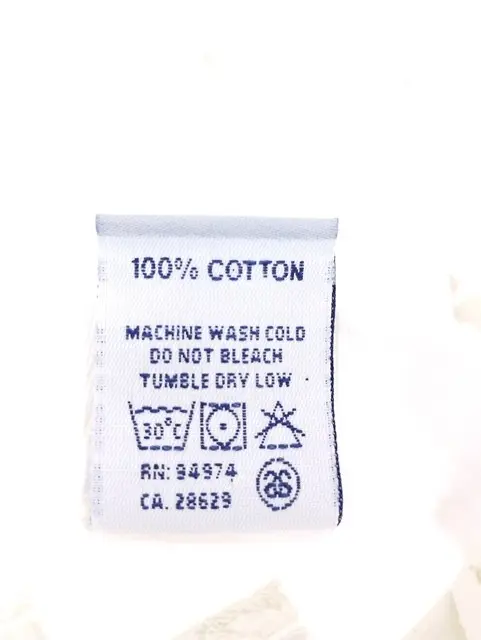 100% COTTON
MACHINE WASH COLD
DO NOT BLEACH
TUMBLE DRY LOW
30°C
RN: 94974
CA. 28629